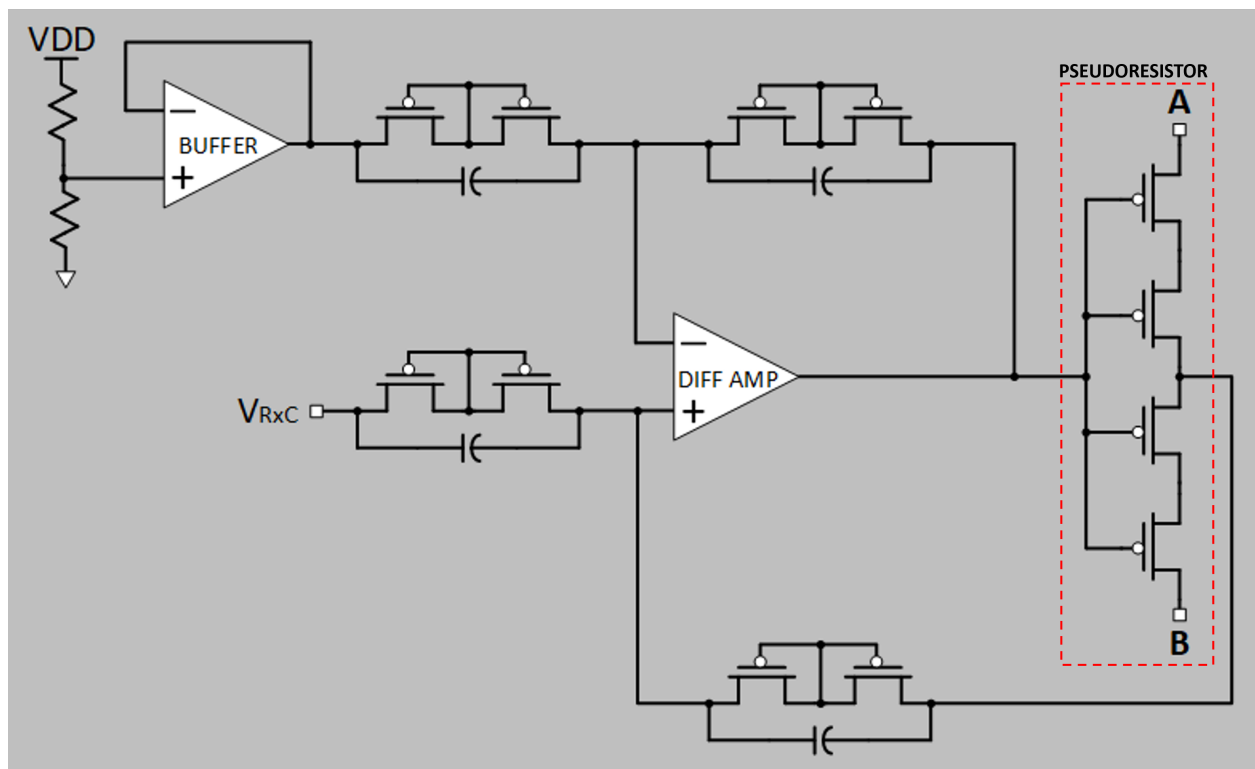 VDD
PSEUDORESISTOR
A
BUFFER
−
+
VRxC
DIFF AMP
−
+
B